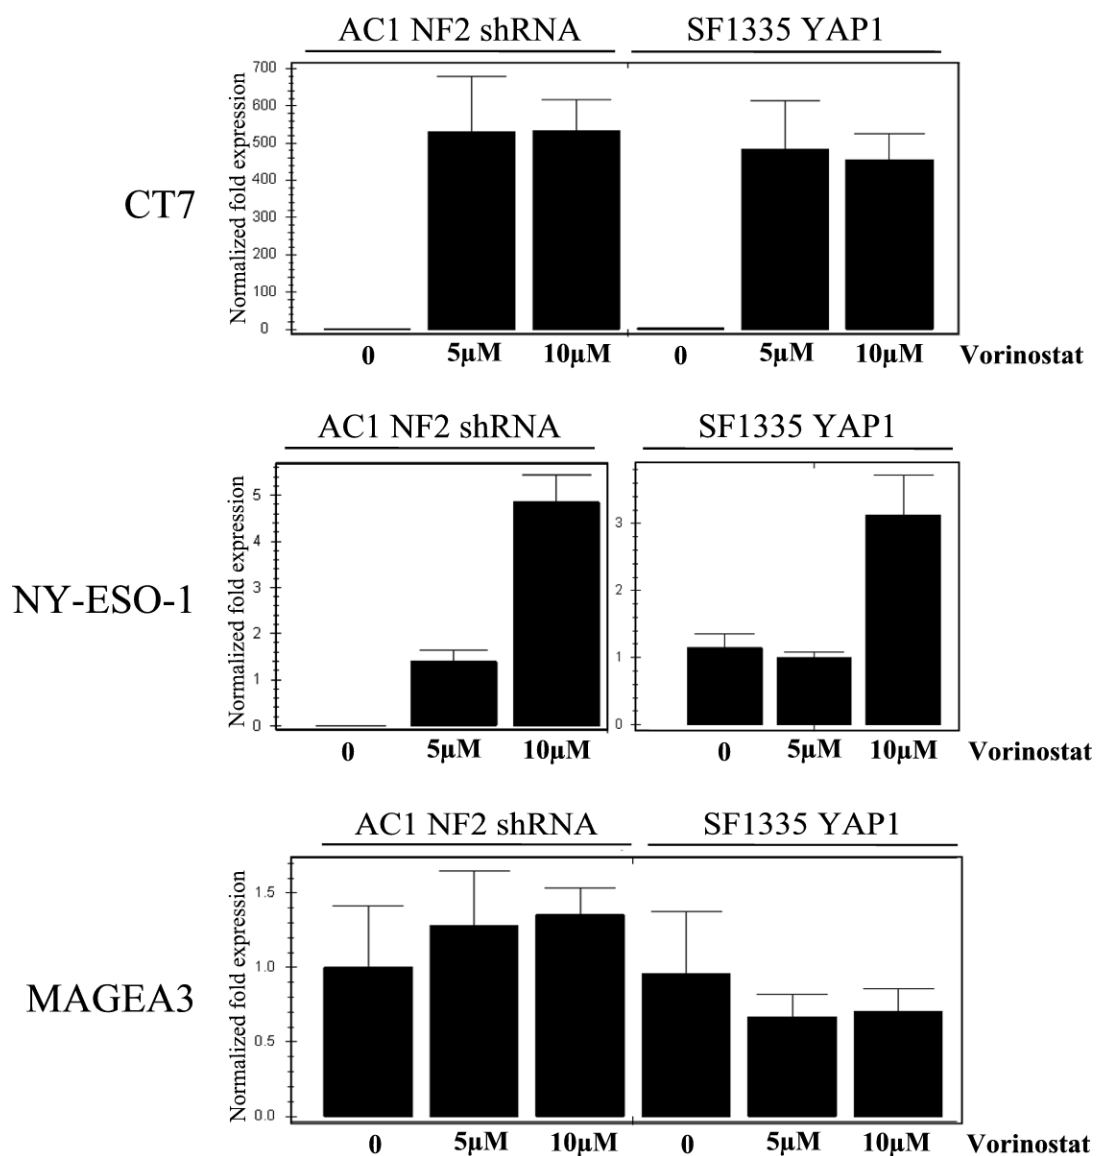 AC1 NF2 shRNA SF1335 YAP1
CT7
Normalized fold expression
700
600
500
400
300
200
100
0
0 5μM 10μM 0 5μM 10μM Vorinostat
AC1 NF2 shRNA SF1335 YAP1
NY-ESO-1
Normalized fold expression
5
4
3
2
1
0
3
2
1
0
0 5μM 10μM 0 5μM 10μM Vorinostat
AC1 NF2 shRNA SF1335 YAP1
MAGEA3
Normalized fold expression
1.5
1.0
0.5
0.0
0 5μM 10μM 0 5μM 10μM Vorinostat